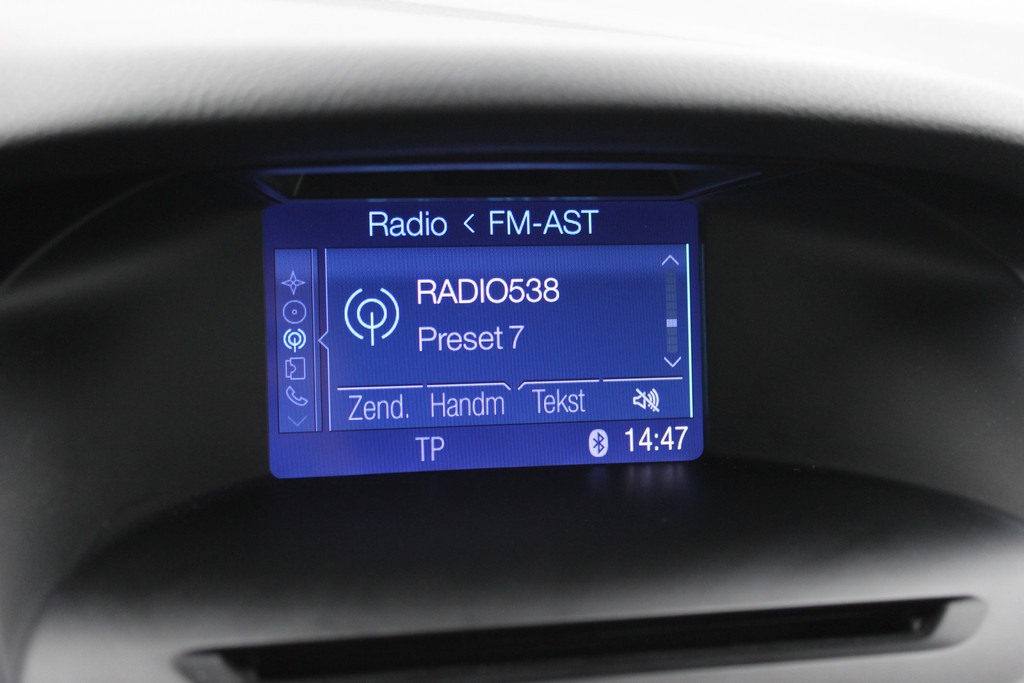 Radio < FM-AST
RADIO538
Preset 7
Zend. Handm Tekst
TP 14:47